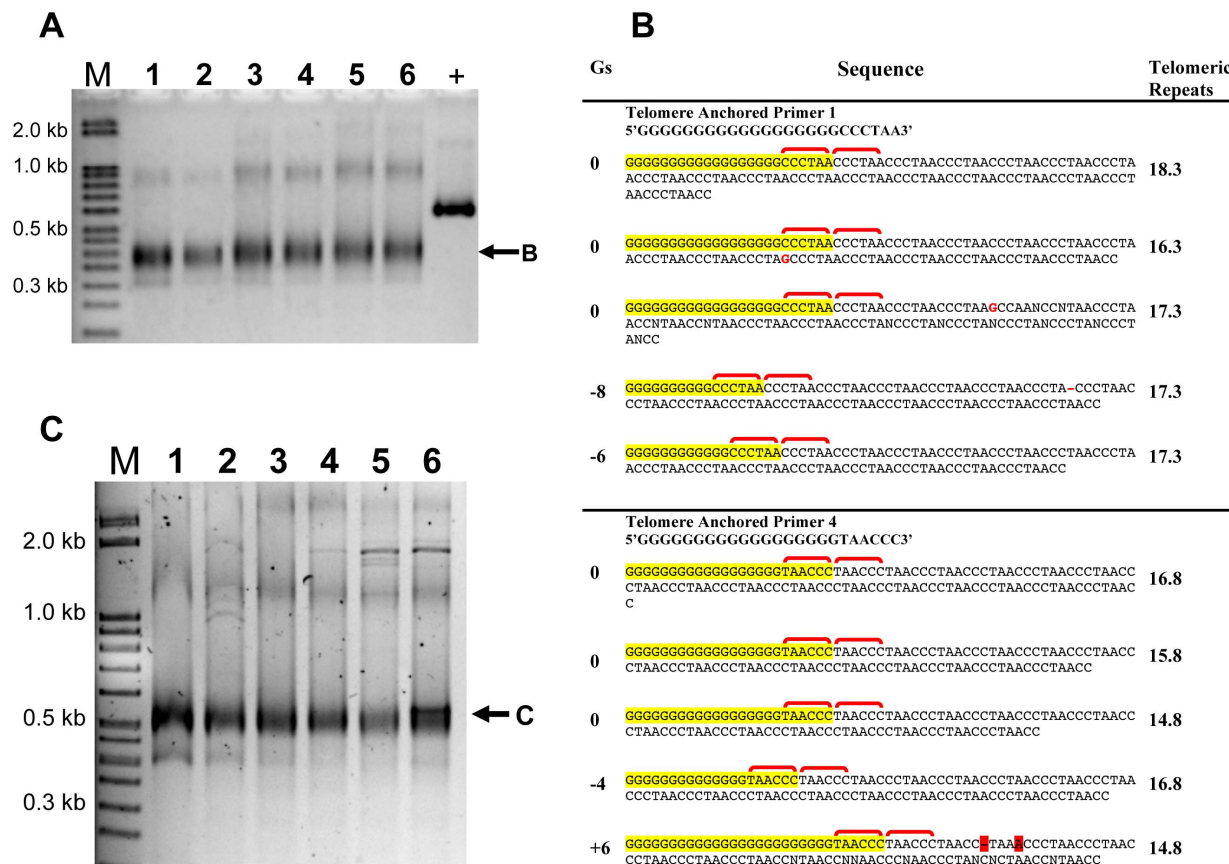 A
M 1 2 3 4 5 6 +
2.0 kb
1.0 kb
0.5 kb
0.3 kb
B
B
Gs Sequence Telomeric
Repeats
Telomere Anchored Primer 1
5'GGGGGGGGGGGGGGGGGGCCCTAA3'
0 GGGGGGGGGGGGGGGGGGCCCTAACCCTAACCCTAACCCTAACCCTAACCCTAACCCTA 18.3
ACCCTAACCCTAACCCTAACCCTAACCCTAACCCTAACCCTAACCCTAACCCTAACCCT
AACCCTAACC
0 GGGGGGGGGGGGGGGGGGCCCTAACCCTAACCCTAACCCTAACCCTAACCCTAACCCTA 16.3
ACCCTAACCCTAACCCTAGCCCTAACCCTAACCCTAACCCTAACCCTAACCCTAACC
0 GGGGGGGGGGGGGGGGGGCCCTAACCCTAACCCTAACCCTAAGCCAANCCNTAACCCTA 17.3
ACCNTAACCNTAACCCTAACCCTAACCCTANCCCTANCCCTANCCCTANCCCTANCCCT
ANCC
-8 GGGGGGGGGGCCCTAACCCTAACCCTAACCCTAACCCTAACCCTAACCCTA–CCCTAAC 17.3
CCTAACCCTAACCCTAACCCTAACCCTAACCCTAACCCTAACCCTAACCCTAACC
-6 GGGGGGGGGGGGCCCTAACCCTAACCCTAACCCTAACCCTAACCCTAACCCTAACCCTA 17.3
ACCCTAACCCTAACCCTAACCCTAACCCTAACCCTAACCCTAACCCTAACC
Telomere Anchored Primer 4
5'GGGGGGGGGGGGGGGGGGTAACCC3'
0 GGGGGGGGGGGGGGGGGGTAACCCTAACCCTAACCCTAACCCTAACCCTAACCCTAACC 16.8
CTAACCCTAACCCTAACCCTAACCCTAACCCTAACCCTAACCCTAACCCTAACCCTAAC
C
0 GGGGGGGGGGGGGGGGGGTAACCCTAACCCTAACCCTAACCCTAACCCTAACCCTAACC 15.8
CTAACCCTAACCCTAACCCTAACCCTAACCCTAACCCTAACCCTAACCCTAACC
0 GGGGGGGGGGGGGGGGGGTAACCCTAACCCTAACCCTAACCCTAACCCTAACCCTAACC 14.8
CTAACCCTAACCCTAACCCTAACCCTAACCCTAACCCTAACCCTAACC
-4 GGGGGGGGGGGGGGTAACCCTAACCCTAACCCTAACCCTAACCCTAACCCTAACCCTAA 16.8
CCCTAACCCTAACCCTAACCCTAACCCTAACCCTAACCCTAACCCTAACCCTAACC
+6 GGGGGGGGGGGGGGGGGGGGGGGGTAACCCTAACCCTAACC-TAAACCCTAACCCTAAC 14.8
CCTAACCCTAACCCTAACCNTAACCNNAACCCNAACCCTANCNCTAACCNTAACC
C
M 1 2 3 4 5 6
2.0 kb
1.0 kb
0.5 kb
0.3 kb
C